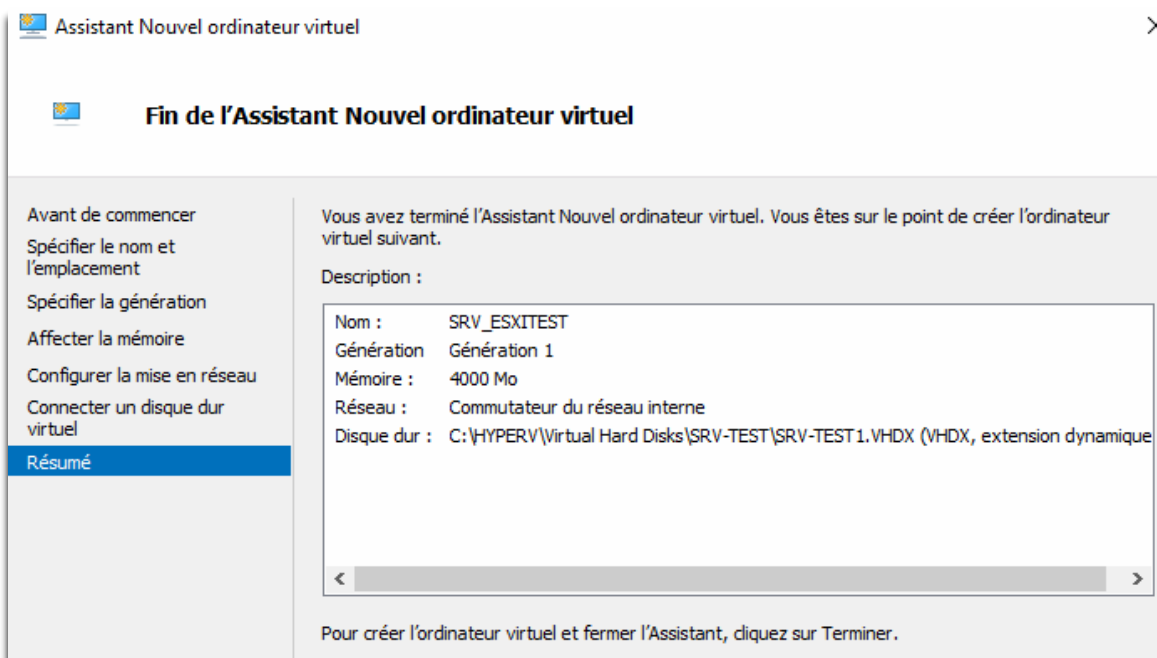 Assistant Nouvel ordinateur virtuel
Fin de l'Assistant Nouvel ordinateur virtuel
Avant de commencer
Spécifier le nom et
l'emplacement
Spécifier la génération
Affecter la mémoire
Configurer la mise en réseau
Connecter un disque dur
virtuel
Résumé
Vous avez terminé l'Assistant Nouvel ordinateur virtuel. Vous êtes sur le point de créer l'ordinateur
virtuel suivant.
Description :
Nom : SRV_ESXITEST
Génération Génération 1
Mémoire : 4000 Mo
Réseau : Commutateur du réseau interne
Disque dur : C:\HYPERV\Virtual Hard Disks\SRV-TEST\SRV-TEST1.VHDX (VHDX, extension dynamique
Pour créer l'ordinateur virtuel et fermer l'Assistant, cliquez sur Terminer.